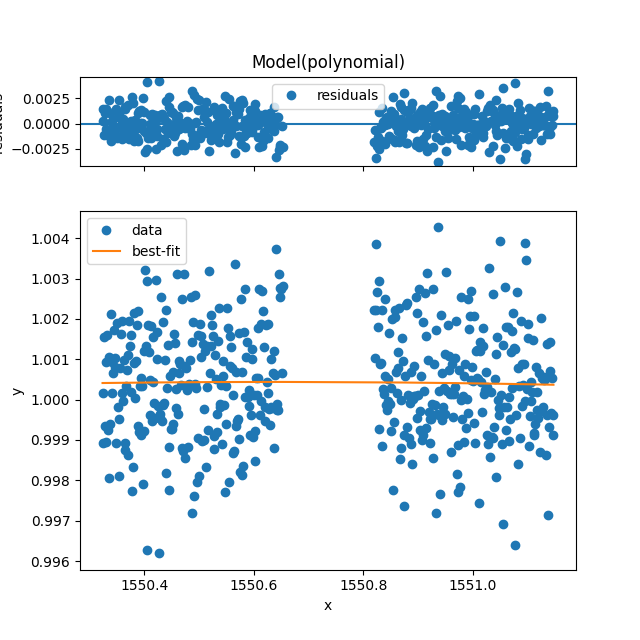 Model(polynomial)
residuals
0.0025
0.0000
−0.0025
residuals
data
best-fit
1.004
1.003
1.002
1.001
1.000
0.999
0.998
0.997
0.996
y
1550.4 1550.6 1550.8 1551.0
x